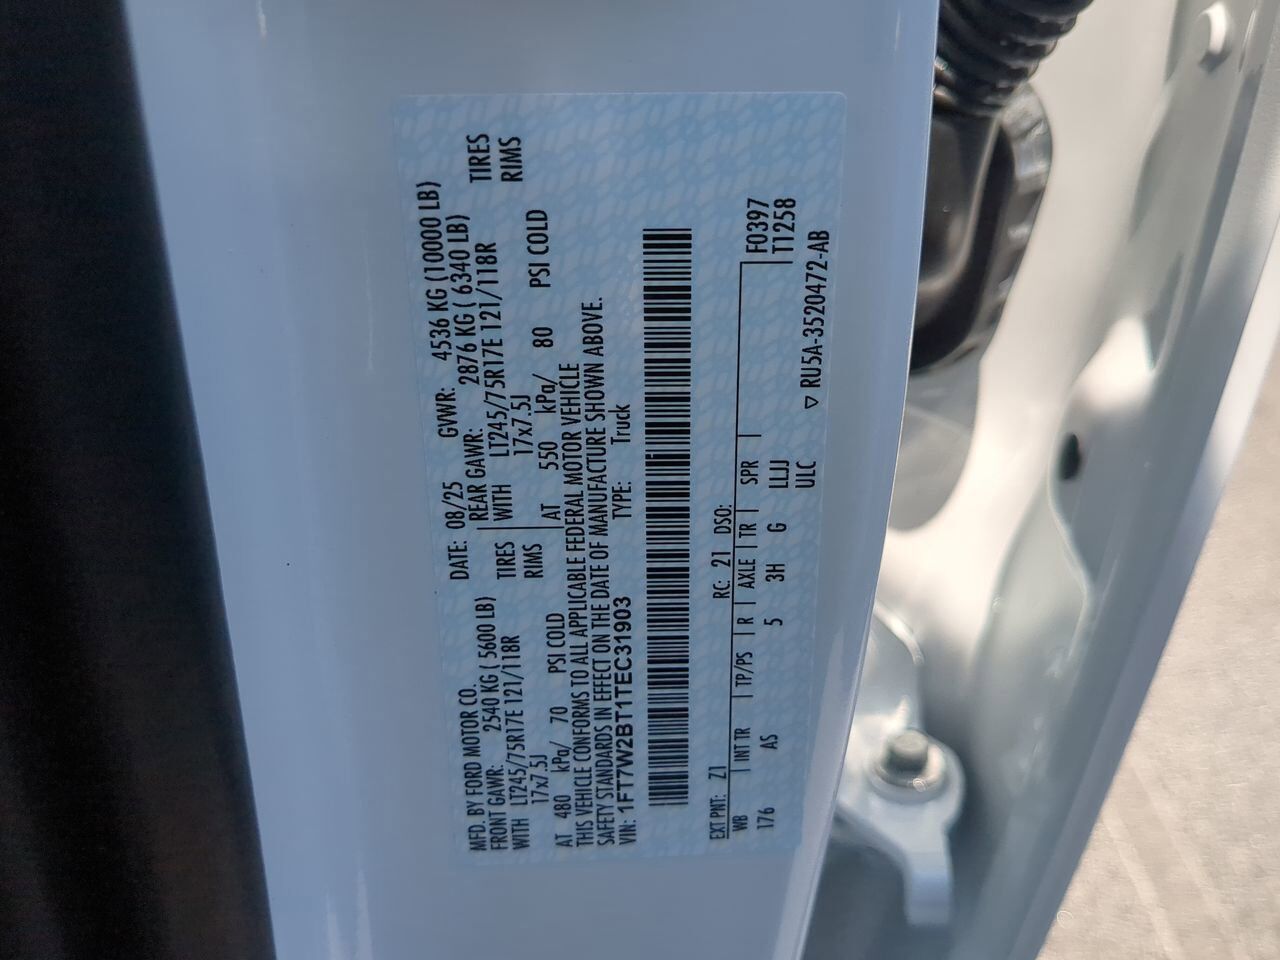 MFD. BY FORD MOTOR CO.
DATE: 08/25 GVWR: 4536 KG (10000 LB)
FRONT GAWR: 2540 KG ( 5600 LB)
REAR GAWR: 2876 KG ( 6340 LB)
WITH LT245/75R17E 121/118R TIRES
WITH LT245/75R17E 121/118R TIRES
17x7.5J RIMS
17x7.5J RIMS
AT 480 kPa/ 70 PSI COLD
AT 550 kPa/ 80 PSI COLD
THIS VEHICLE CONFORMS TO ALL APPLICABLE FEDERAL MOTOR VEHICLE
SAFETY STANDARDS IN EFFECT ON THE DATE OF MANUFACTURE SHOWN ABOVE.
VIN: 1FT7W2BT1TEC31903 TYPE: Truck
EXT PNT: Z1 RC: 21 DSO: F0397
WB INT TR TP/PS R AXLE TR SPR T1258
176 AS 5 3H G LLJJ
ULC
▽ RU5A-3520472-AB